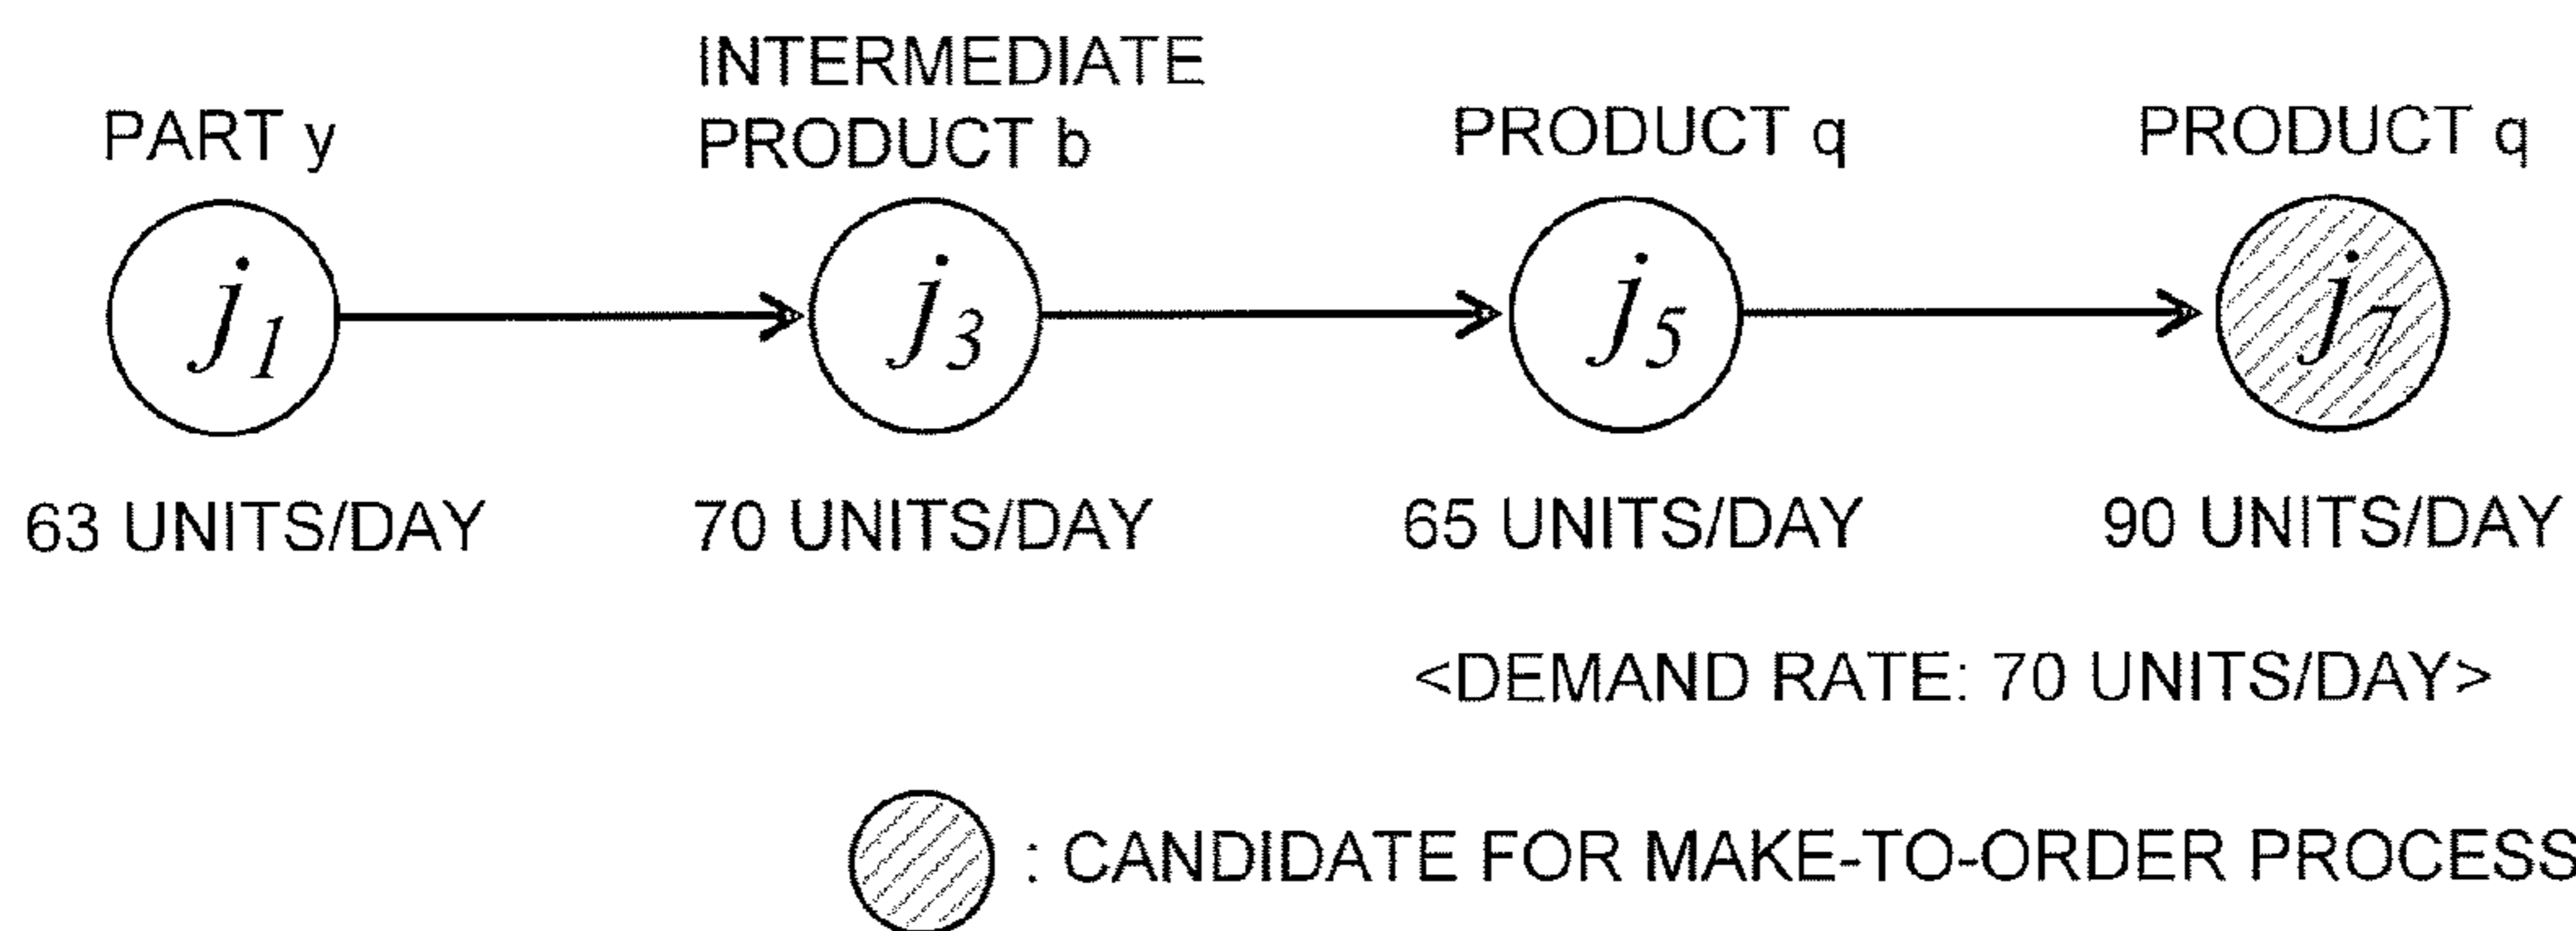 INTERMEDIATE
PART y PRODUCT b PRODUCT q PRODUCT q
j1 j3 j5 j7
63 UNITS/DAY 70 UNITS/DAY 65 UNITS/DAY 90 UNITS/DAY
<DEMAND RATE: 70 UNITS/DAY>
: CANDIDATE FOR MAKE-TO-ORDER PROCESS